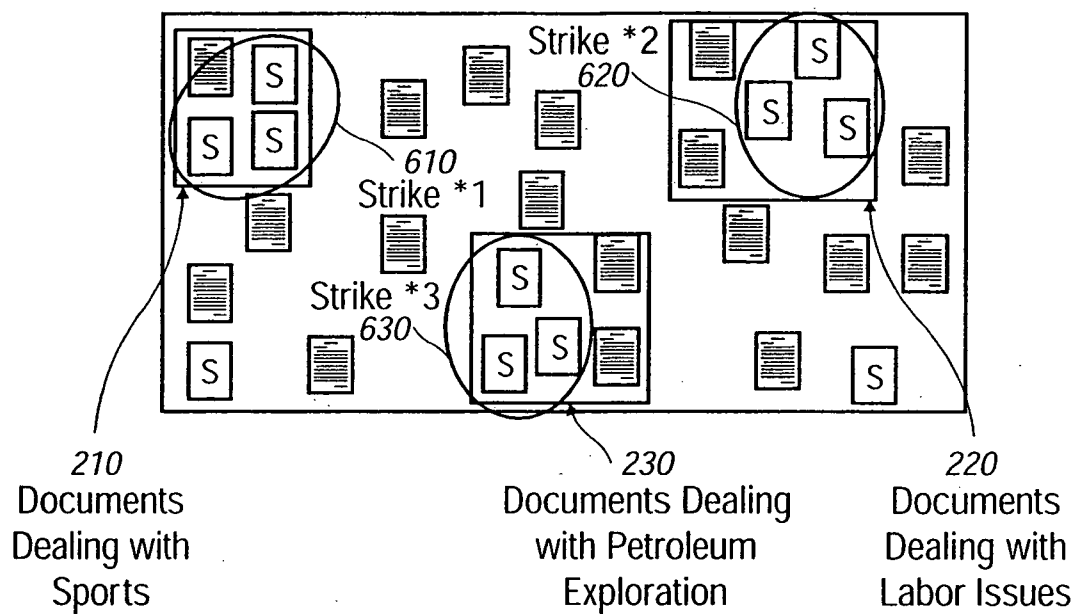 Strike *2
620
S
S
S
S
S
S
S
610
Strike *1
S
Strike *3
630
S
S
S
S
210
Documents
Dealing with
Sports
230
Documents Dealing
with Petroleum
Exploration
220
Documents
Dealing with
Labor Issues